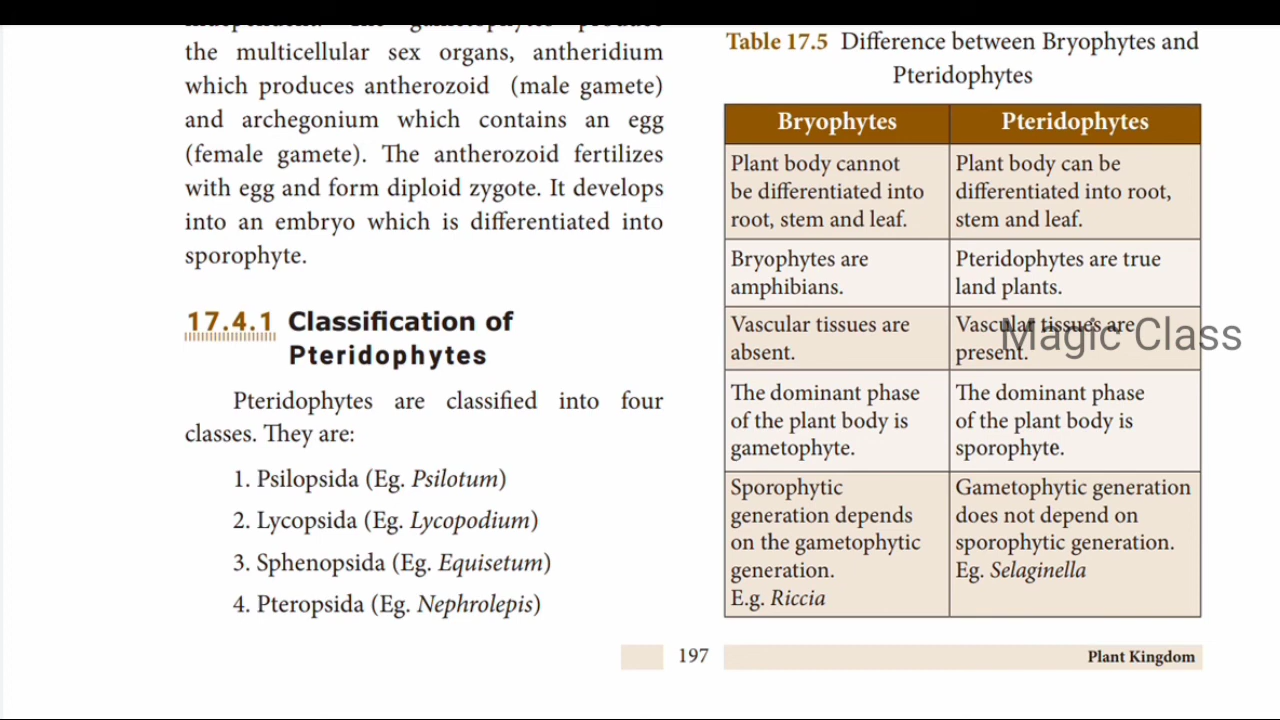 the multicellular sex organs, antheridium
which produces antherozoid (male gamete)
and archegonium which contains an egg
(female gamete). The antherozoid fertilizes
with egg and form diploid zygote. It develops
into an embryo which is differentiated into
sporophyte.
17.4.1 Classification of
Pteridophytes
Pteridophytes are classified into four
classes. They are:
1. Psilopsida (Eg. Psilotum)
2. Lycopsida (Eg. Lycopodium)
3. Sphenopsida (Eg. Equisetum)
4. Pteropsida (Eg. Nephrolepis)
Table 17.5 Difference between Bryophytes and
Pteridophytes
Bryophytes
Pteridophytes
Plant body cannot
be differentiated into
root, stem and leaf.
Plant body can be
differentiated into root,
stem and leaf.
Bryophytes are
amphibians.
Pteridophytes are true
land plants.
Vascular tissues are
absent.
Vascular tissues are
present.
Magic Class
The dominant phase
of the plant body is
gametophyte.
The dominant phase
of the plant body is
sporophyte.
Sporophytic
generation depends
on the gametophytic
generation.
E.g. Riccia
Gametophytic generation
does not depend on
sporophytic generation.
Eg. Selaginella
197
Plant Kingdom